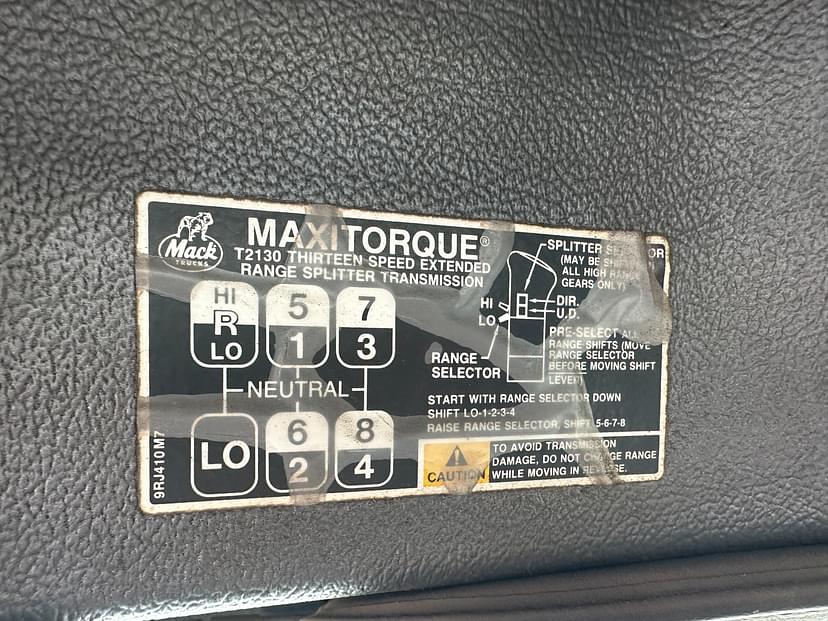 Mack
TRUCKS
MAXITORQUE®
T2130 THIRTEEN SPEED EXTENDED
RANGE SPLITTER TRANSMISSION
HI
R
LO
5
1
7
3
NEUTRAL
LO
6
2
8
4
9RJ410M7
SPLITTER
(MAY BE
ALL HIGH RANGE
GEARS ONLY)
HI
LO
DIR.
U.D.
RANGE
SELECTOR
PRE-SELECT ALL
RANGE SHIFTS (MOVE
RANGE SELECTOR
BEFORE MOVING SHIFT
LEVER)
START WITH RANGE SELECTOR DOWN
SHIFT LO-1-2-3-4
RAISE RANGE SELECTOR, SHIFT 5-6-7-8
CAUTION
TO AVOID TRANSMISSION
DAMAGE, DO NOT CHANGE RANGE
WHILE MOVING IN REVERSE.